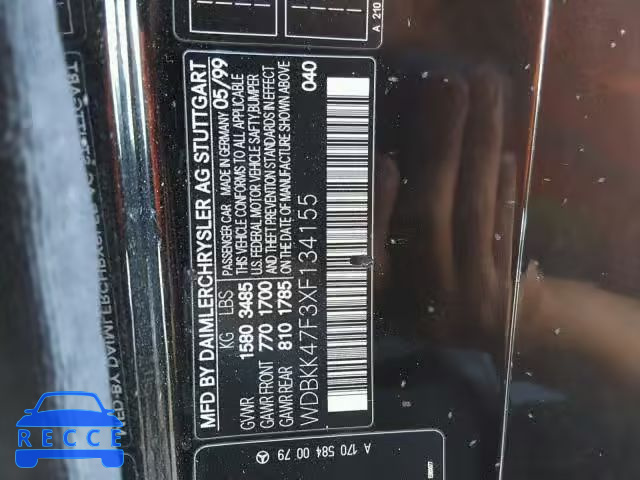 MFD BY DAIMLERCHRYSLER AG STUTTGART
PASSENGER CAR MADE IN GERMANY 05/99
KG LBS THIS VEHICLE CONFORMS TO ALL APPLICABLE
GVWR 1580 3485 U.S. FEDERAL MOTOR VEHICLE SAFTY, BUMPER
GAWR FRONT 770 1700 AND THEFT PREVENTION STANDARDS IN EFFECT
GAWR REAR 810 1785 ON DATE OF MANUFACTURE SHOWN ABOVE
WDBKK47F3XF134155 040
A 170 584 00 79
A 210
RECCE